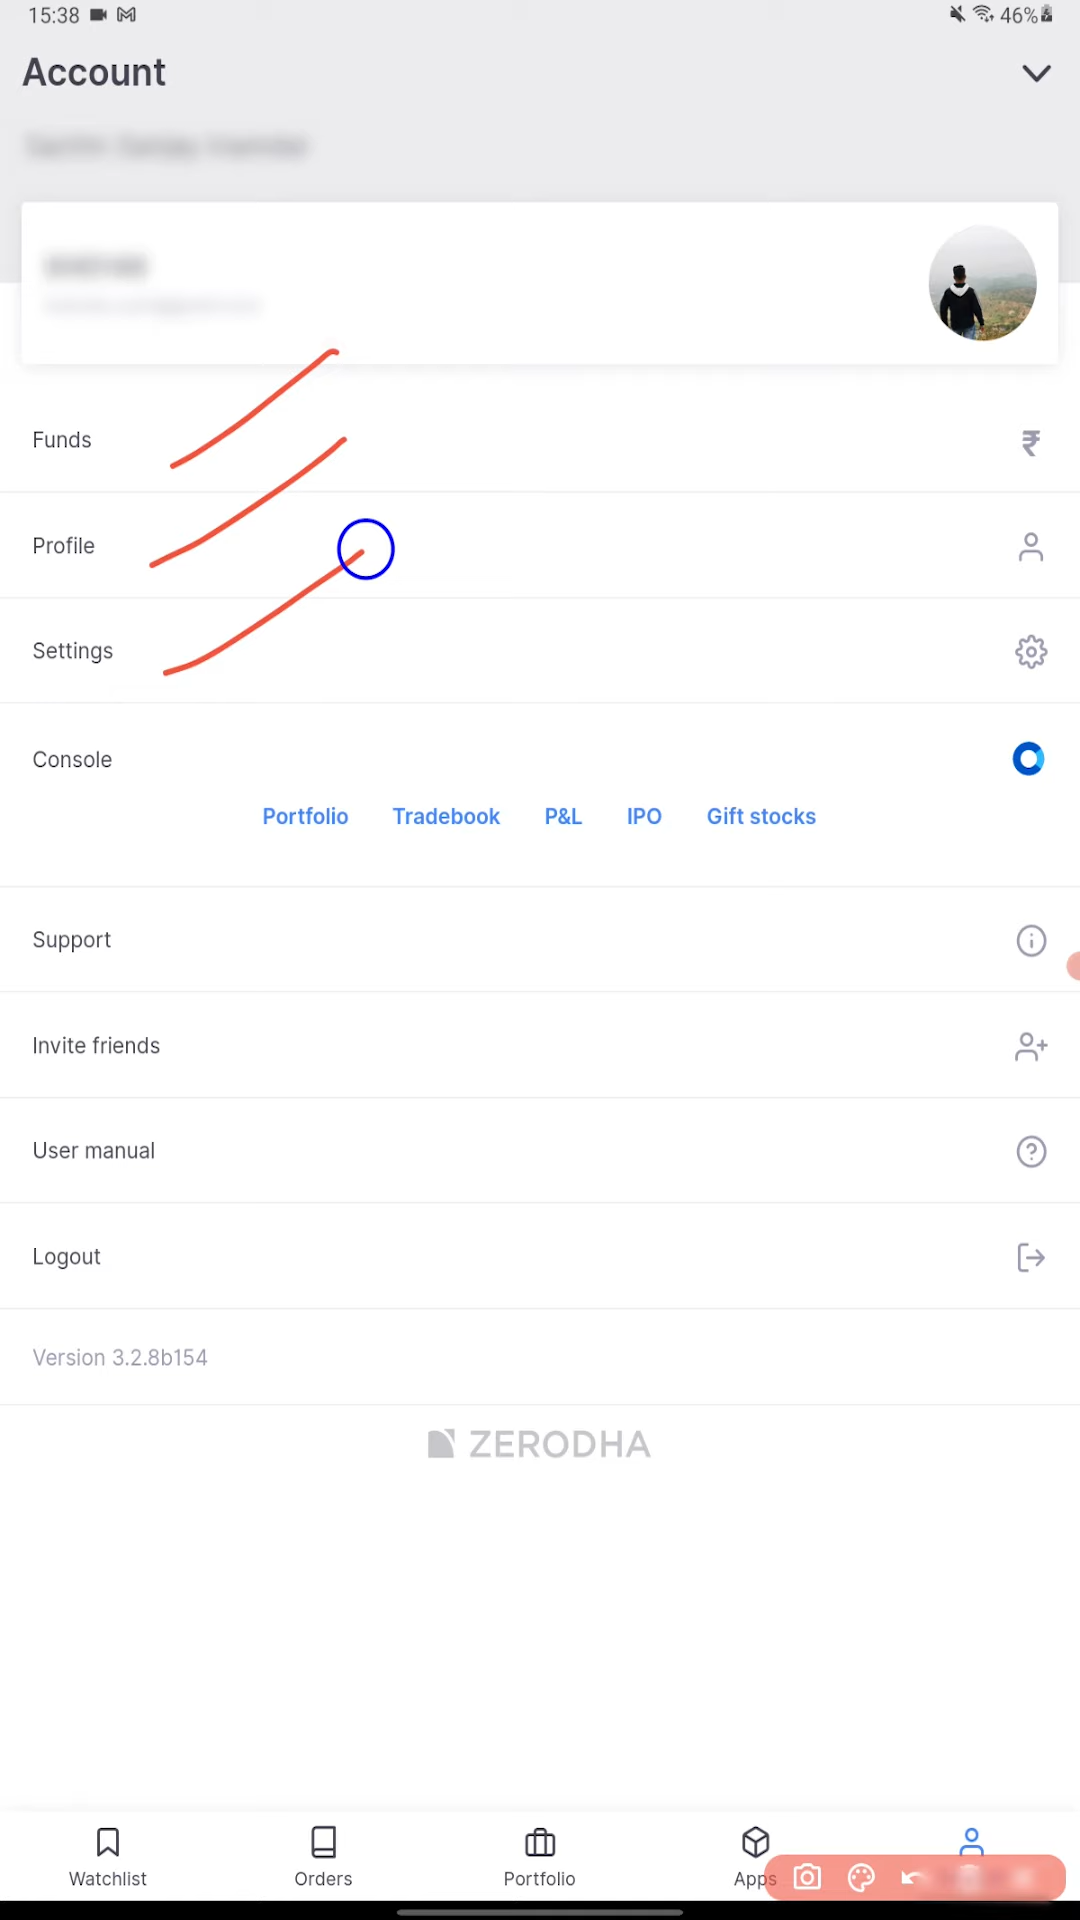 15:38 46%
Account
Funds
Profile
Settings
Console
Portfolio Tradebook P&L IPO Gift stocks
Support
Invite friends
User manual
Logout
Version 3.2.8b154
ZERODHA
Watchlist Orders Portfolio Apps